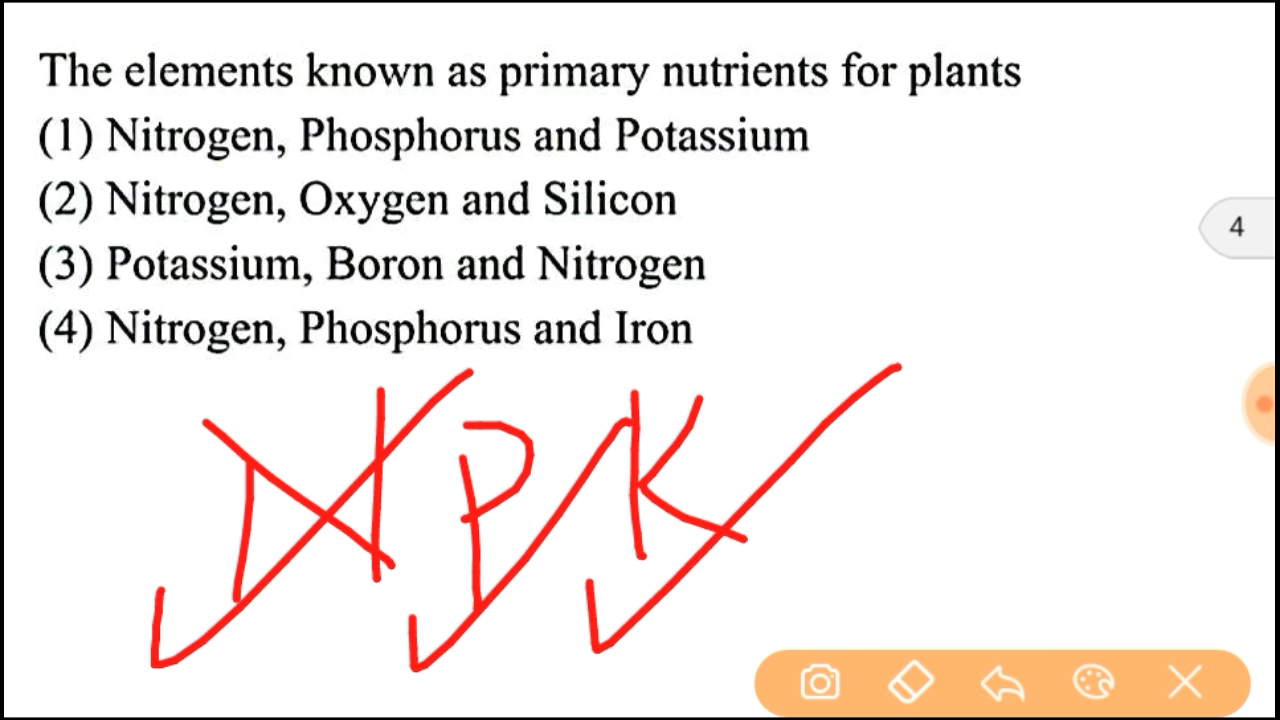 The elements known as primary nutrients for plants
(1) Nitrogen, Phosphorus and Potassium
(2) Nitrogen, Oxygen and Silicon
4
(3) Potassium, Boron and Nitrogen
(4) Nitrogen, Phosphorus and Iron
N P K